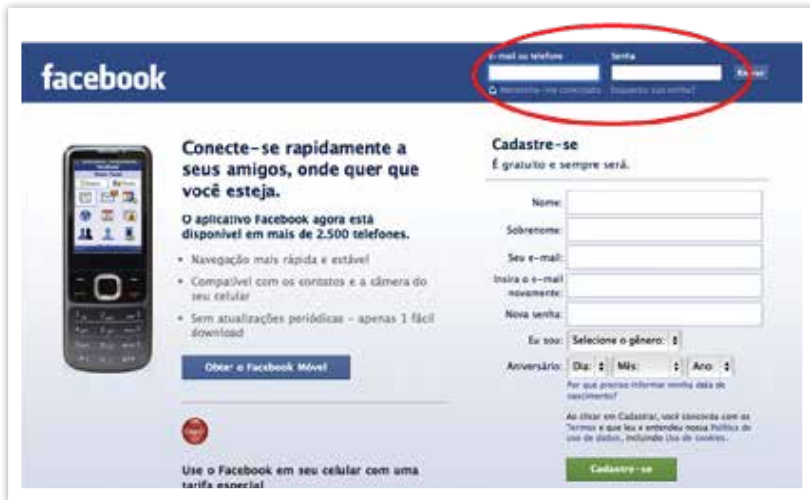 E-mail ou telefone
Senha
Entrar
facebook
Mantenha-me conectado
Esqueceu sua senha?
Conecte-se rapidamente a
seus amigos, onde quer que
você esteja.
O aplicativo Facebook agora está
disponível em mais de 2.500 telefones.
• Navegação mais rápida e estável
• Compatível com os contatos e a câmera do
seu celular
• Sem atualizações periódicas - apenas 1 fácil
download
Obter o Facebook Móvel
Use o Facebook em seu celular com uma
tarifa especial
Cadastre-se
É gratuito e sempre será.
Nome:
Sobrenome:
Seu e-mail:
Insira o e-mail
novamente:
Nova senha:
Eu sou: Selecione o gênero:
Aniversário: Dia: Mês: Ano:
Por que preciso informar minha data de
nascimento?
Ao clicar em Cadastrar, você concorda com os
Termos e que leu e entendeu nossa Política de
uso de dados, incluindo Uso de cookies.
Cadastre-se